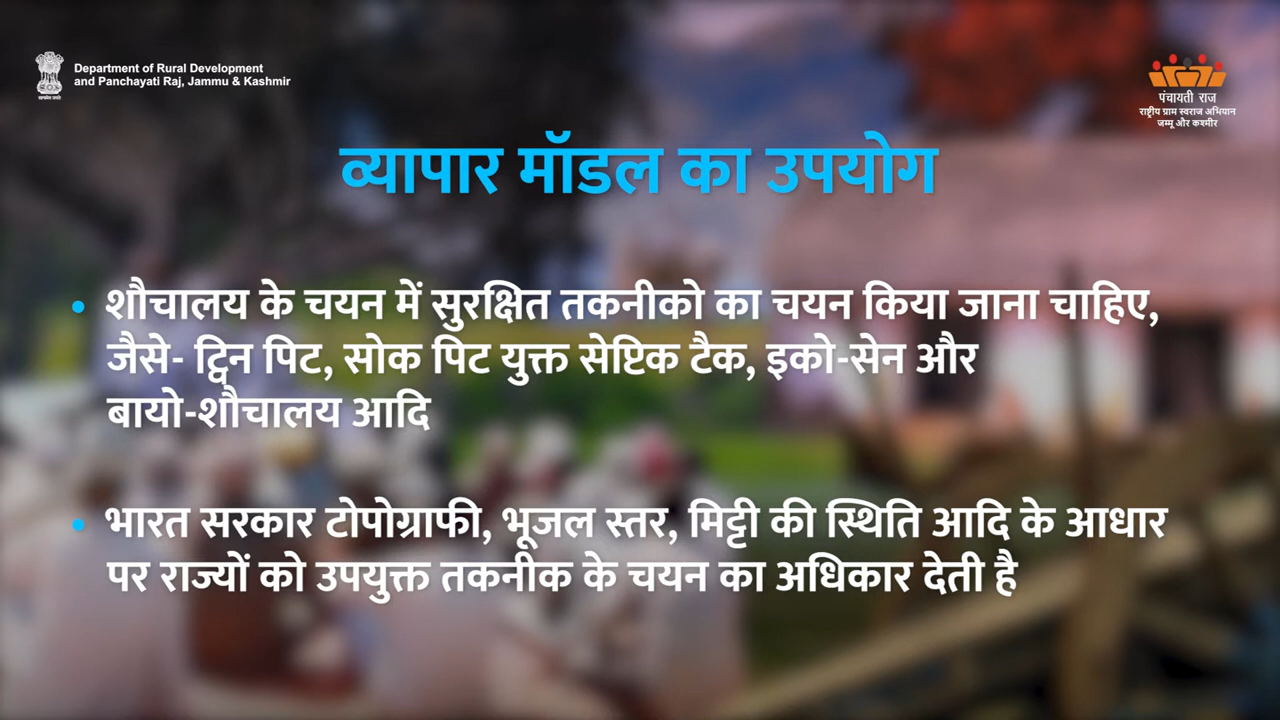 Department of Rural Development
and Panchayati Raj, Jammu & Kashmir
पंचायती राज
राष्ट्रीय ग्राम स्वराज अभियान
जम्मू और कश्मीर
व्यापार मॉडल का उपयोग
• शौचालय के चयन में सुरक्षित तकनीको का चयन किया जाना चाहिए,
जैसे- ट्विन पिट, सोक पिट युक्त सेप्टिक टैक, इको-सेन और
बायो-शौचालय आदि
• भारत सरकार टोपोग्राफी, भूजल स्तर, मिट्टी की स्थिति आदि के आधार
पर राज्यों को उपयुक्त तकनीक के चयन का अधिकार देती है